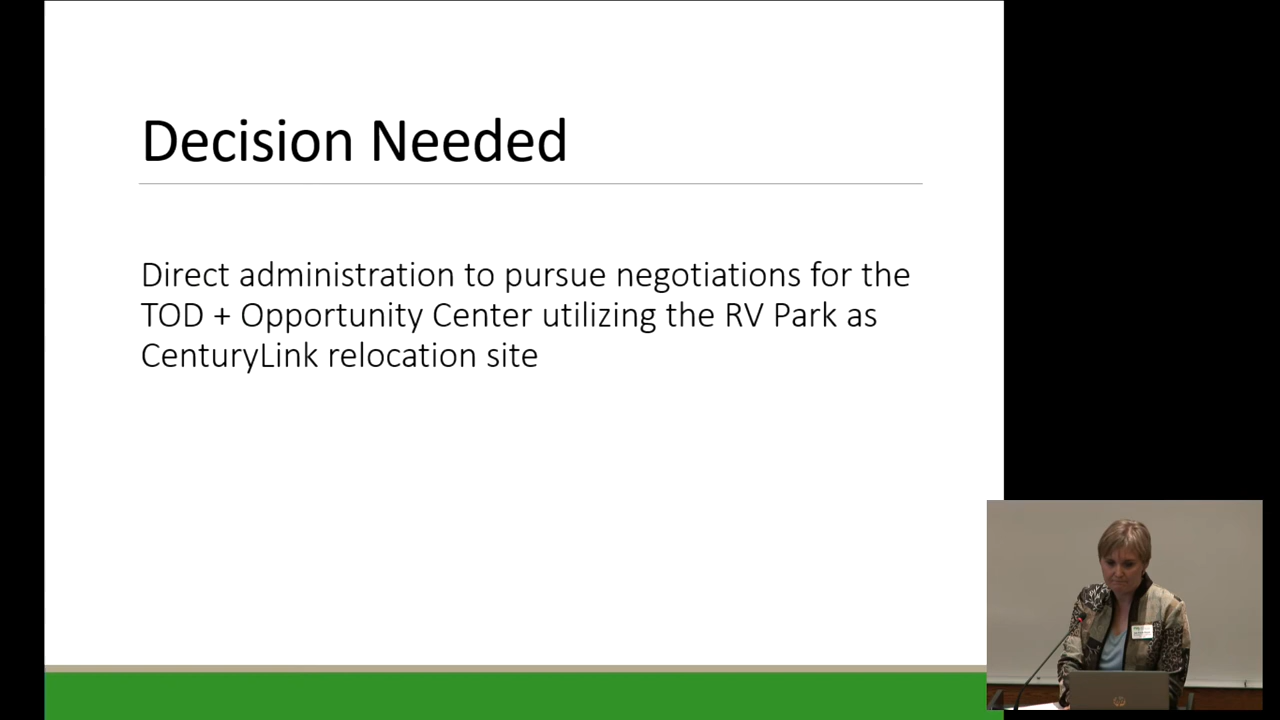 Decision Needed
Direct administration to pursue negotiations for the
TOD + Opportunity Center utilizing the RV Park as
CenturyLink relocation site
hp